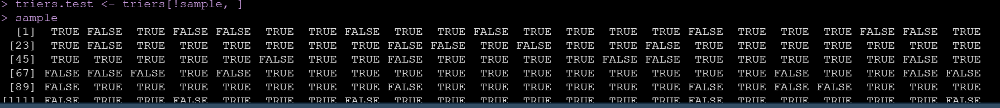 > triers.test <- triers[!sample, ]
> sample
[1] TRUE FALSE TRUE FALSE FALSE TRUE TRUE FALSE TRUE TRUE FALSE TRUE TRUE TRUE TRUE FALSE TRUE TRUE TRUE FALSE FALSE TRUE
[23] TRUE FALSE TRUE TRUE TRUE TRUE TRUE TRUE FALSE FALSE TRUE FALSE TRUE TRUE FALSE TRUE TRUE TRUE TRUE TRUE TRUE TRUE
[45] TRUE TRUE TRUE TRUE TRUE FALSE TRUE TRUE FALSE TRUE TRUE TRUE TRUE FALSE FALSE TRUE TRUE TRUE TRUE TRUE FALSE TRUE
[67] FALSE FALSE FALSE TRUE FALSE TRUE TRUE TRUE TRUE TRUE TRUE TRUE TRUE TRUE TRUE TRUE TRUE FALSE TRUE TRUE FALSE FALSE
[89] FALSE TRUE TRUE TRUE TRUE TRUE TRUE TRUE FALSE TRUE TRUE TRUE TRUE TRUE TRUE FALSE TRUE FALSE FALSE TRUE TRUE TRUE
[111] FALSE TRUE TRUE FALSE TRUE TRUE TRUE FALSE TRUE TRUE TRUE TRUE TRUE TRUE TRUE FALSE TRUE FALSE TRUE TRUE TRUE FALSE